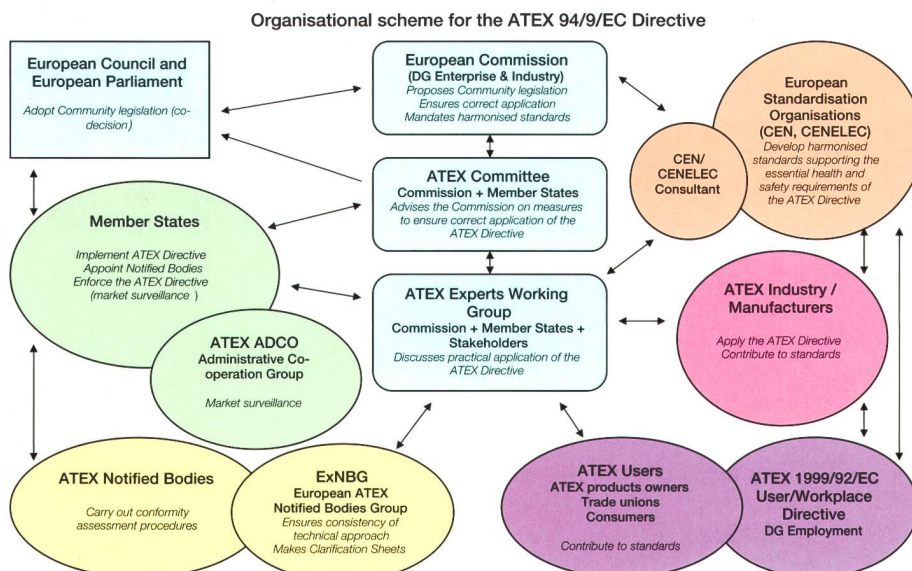 Organisational scheme for the ATEX 94/9/EC Directive
European Council and
European Parliament
Adopt Community legislation (co-
decision)
European Commission
(DG Enterprise & Industry)
Proposes Community legislation
Ensures correct application
Mandates harmonised standards
European
Standardisation
Organisations
(CEN, CENELEC)
Develop harmonised
standards supporting the
essential health and
safety requirements of
the ATEX Directive
CEN/
CENELEC
Consultant
ATEX Committee
Commission + Member States
Advises the Commission on measures
to ensure correct application of the
ATEX Directive
Member States
Implement ATEX Directive
Appoint Notified Bodies
Enforce the ATEX Directive
(market surveillance )
ATEX Experts Working
Group
Commission + Member States +
Stakeholders
Discusses practical application of the
ATEX Directive
ATEX Industry /
Manufacturers
Apply the ATEX Directive
Contribute to standards
ATEX ADCO
Administrative Co-
operation Group
Market surveillance
ATEX Notified Bodies
Carry out conformity
assessment procedures
ExNBG
European ATEX
Notified Bodies Group
Ensures consistency of
technical approach
Makes Clarification Sheets
ATEX Users
ATEX products owners
Trade unions
Consumers
Contribute to standards
ATEX 1999/92/EC
User/Workplace
Directive
DG Employment